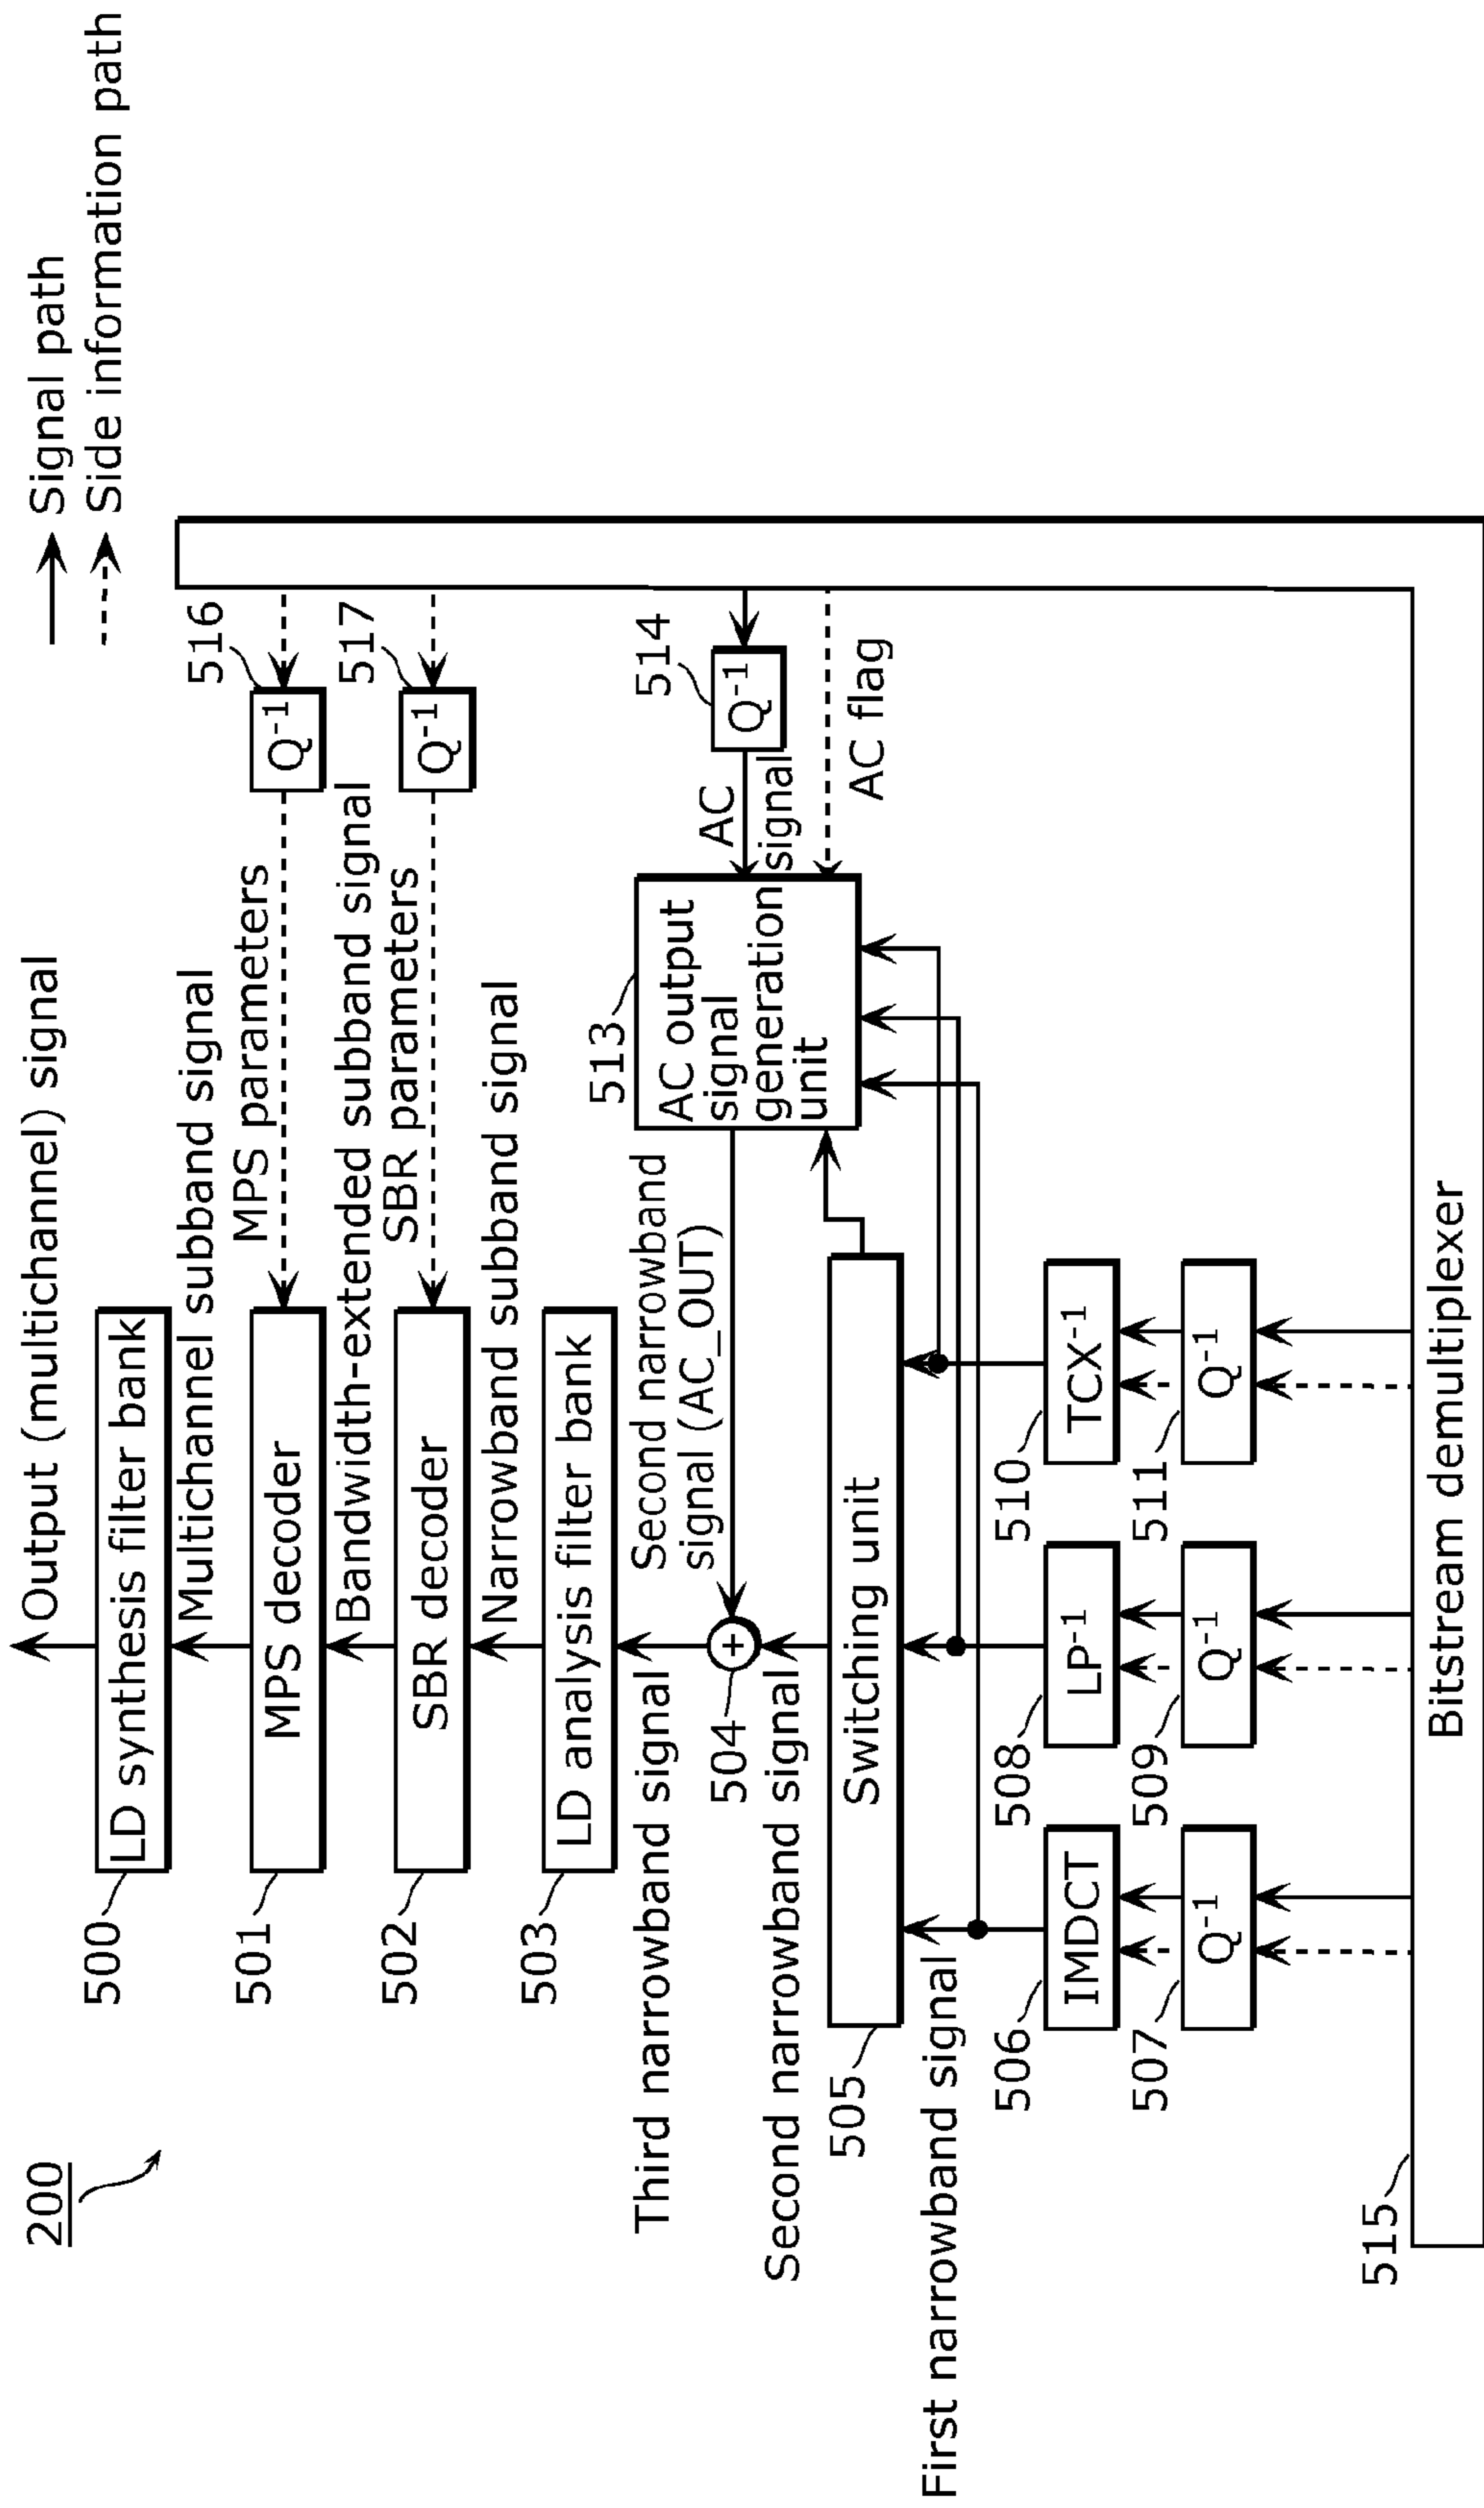 200
Signal path
Side information path
Output (multichannel) signal
500
LD synthesis filter bank
Multichannel subband signal
516
Q-1
MPS parameters
501
MPS decoder
Bandwidth-extended subband signal
517
Q-1
SBR parameters
502
SBR decoder
Narrowband subband signal
503
LD analysis filter bank
Third narrowband signal
Second narrowband
signal (AC_OUT)
513
AC output
signal
generation
unit
514
Q-1
AC
signal
AC flag
504
+
Second narrowband signal
505
Switching unit
First narrowband signal
506
IMDCT
508
LP-1
510
TCX-1
507
Q-1
509
Q-1
511
Q-1
515
Bitstream demultiplexer